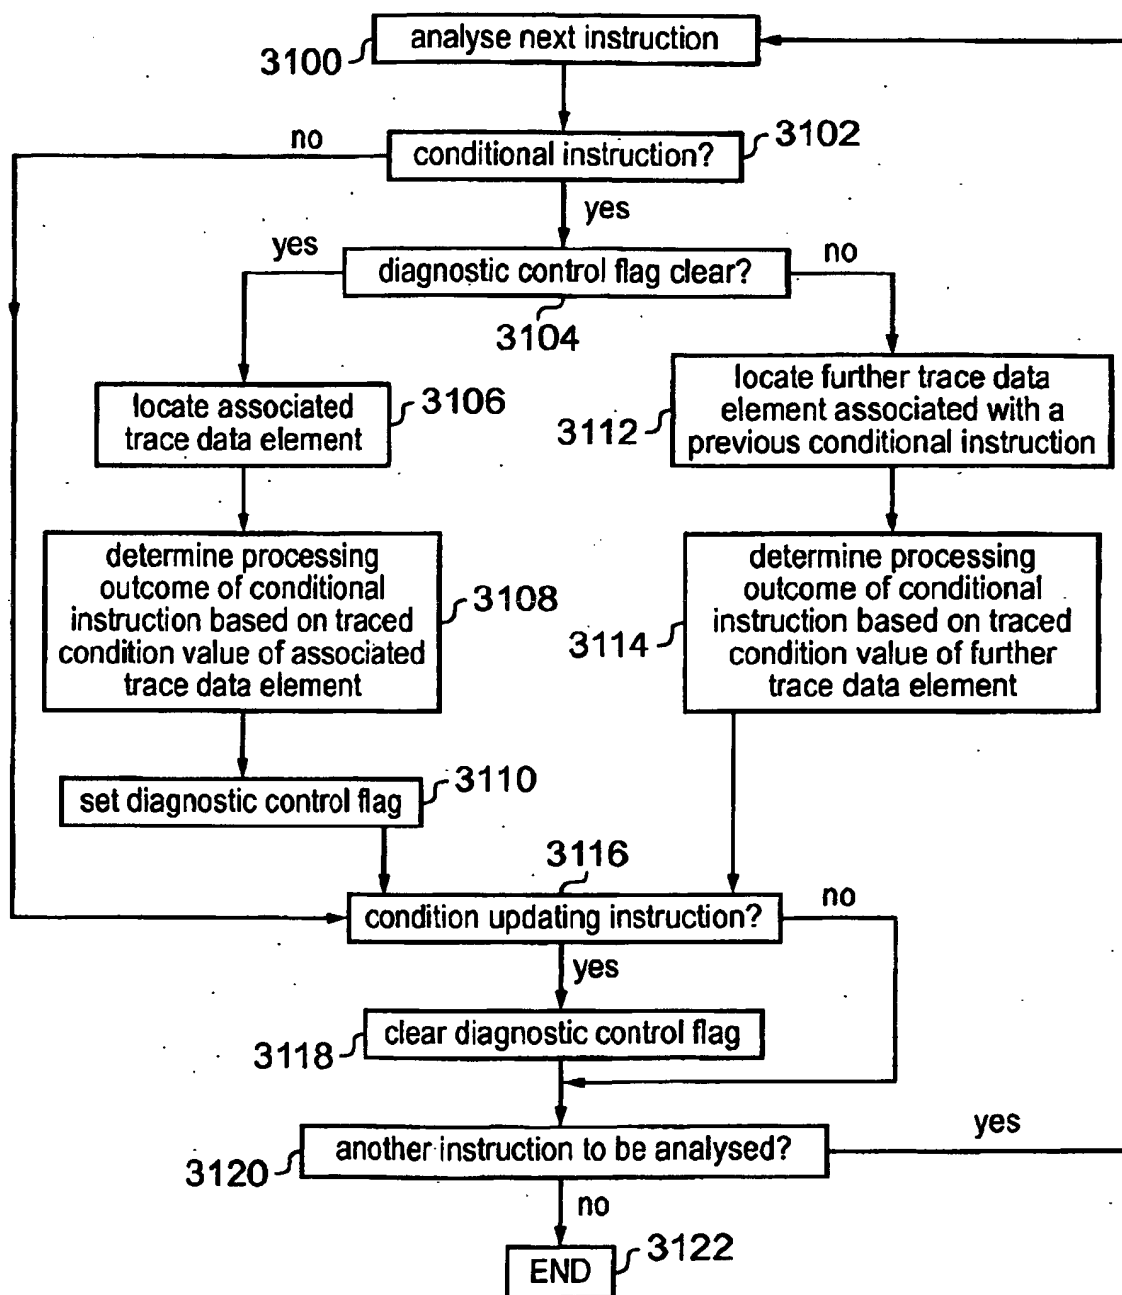 analyse next instruction
3100
no
conditional instruction?
3102
yes
yes
diagnostic control flag clear?
no
3104
locate associated
trace data element
3106
locate further trace data
element associated with a
previous conditional instruction
3112
determine processing
outcome of conditional
instruction based on traced
condition value of associated
trace data element
3108
determine processing
outcome of conditional
instruction based on traced
condition value of further
trace data element
3114
set diagnostic control flag
3110
3116
condition updating instruction?
no
yes
clear diagnostic control flag
3118
another instruction to be analysed?
yes
3120
no
END
3122